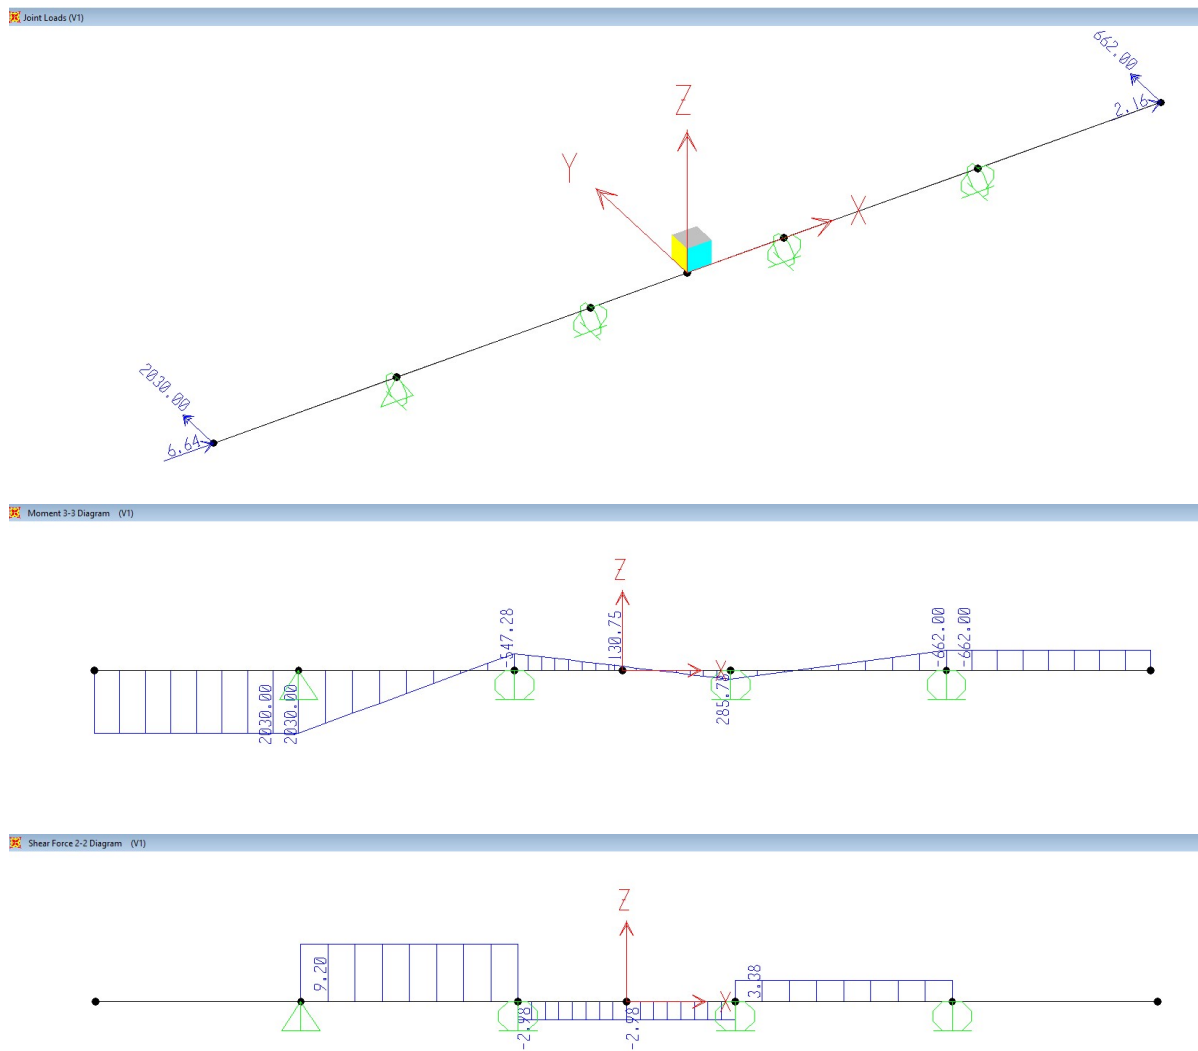 Joint Loads (V1)
662.00
2.16
Z
Y
X
2030.00
6.64
Moment 3-3 Diagram (V1)
Z
-547.28
-130.75
X
-662.00
-662.00
285.78
2030.00
2030.00
Shear Force 2-2 Diagram (V1)
Z
9.20
X
3.38
-2.98
-2.98